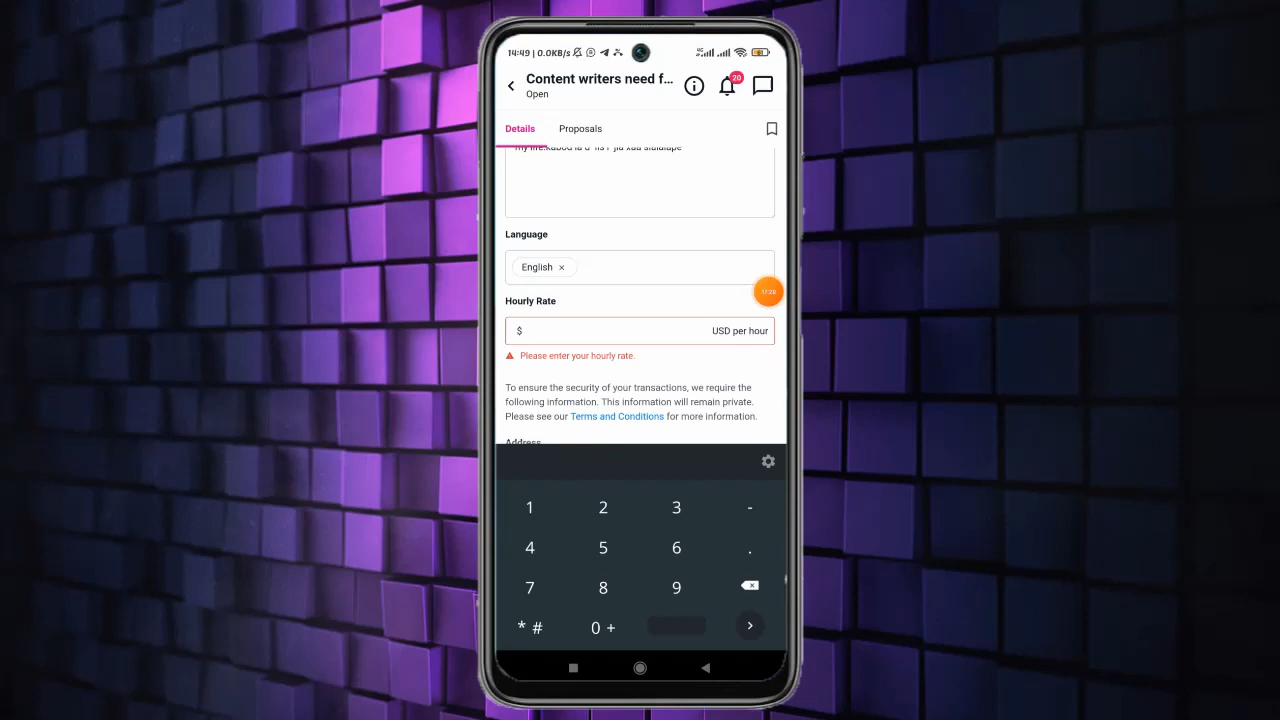 14:49 | 0.0KB/s
Content writers need f...
20
Open
Details
Proposals
Language
English ×
17:28
Hourly Rate
$
USD per hour
Please enter your hourly rate.
To ensure the security of your transactions, we require the
following information. This information will remain private.
Please see our Terms and Conditions for more information.
Address
1 2 3 -
4 5 6 .
7 8 9
* # 0 +